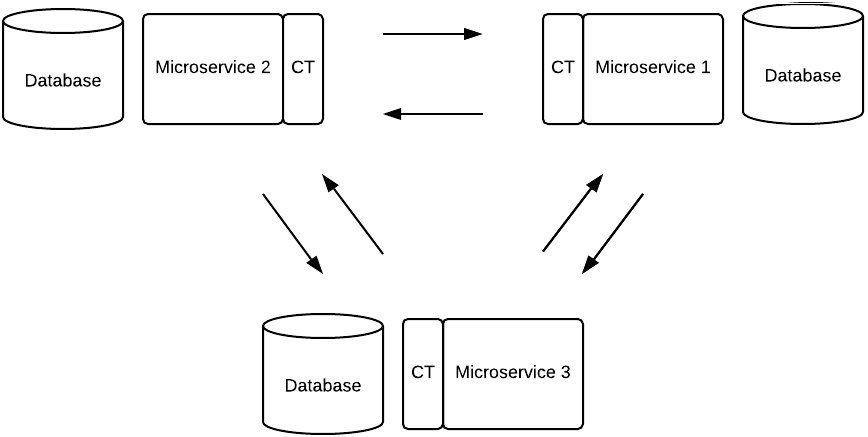 Database
Microservice 2
CT
CT
Microservice 1
Database
Database
CT
Microservice 3